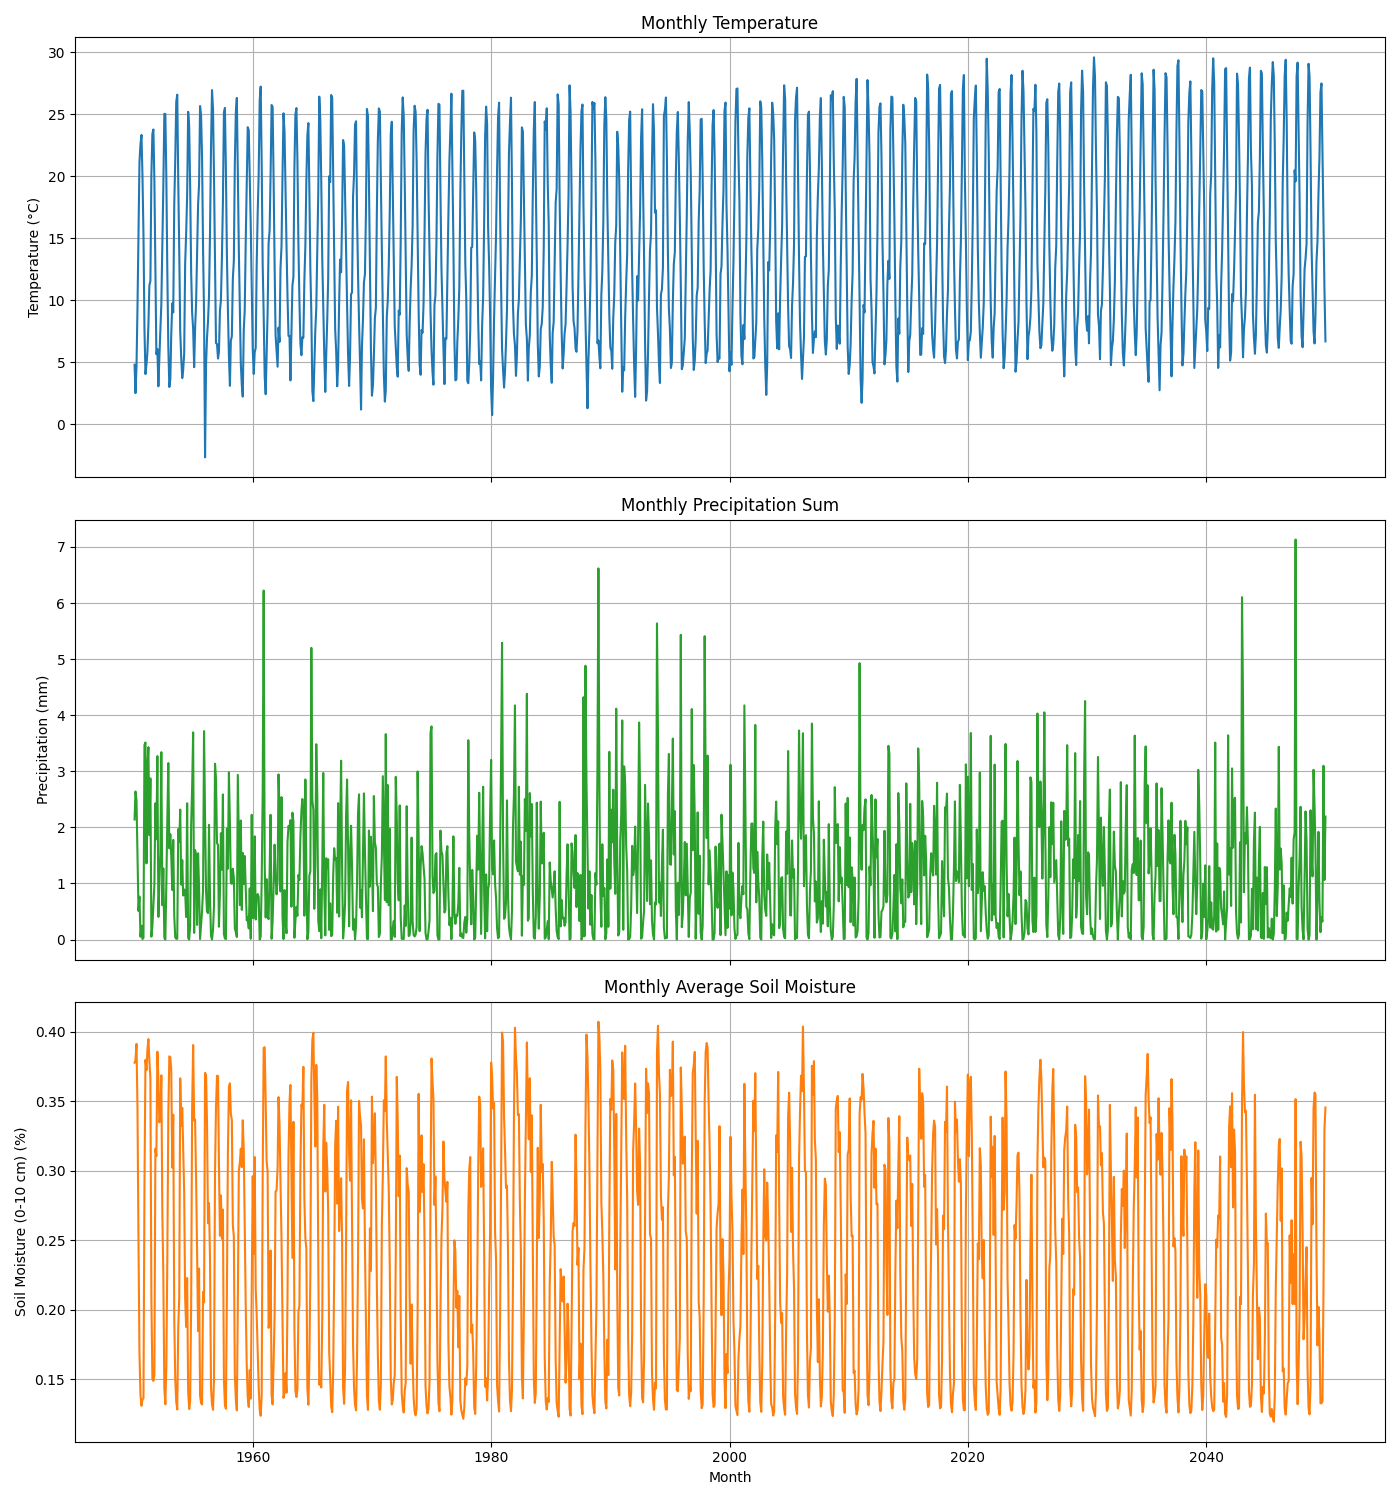 Monthly Temperature
30
25
20
15
10
5
0
Temperature (°C)
Monthly Precipitation Sum
7
6
5
4
3
2
1
0
Precipitation (mm)
Monthly Average Soil Moisture
0.40
0.35
0.30
0.25
0.20
0.15
Soil Moisture (0-10 cm) (%)
1960 1980 2000 2020 2040
Month